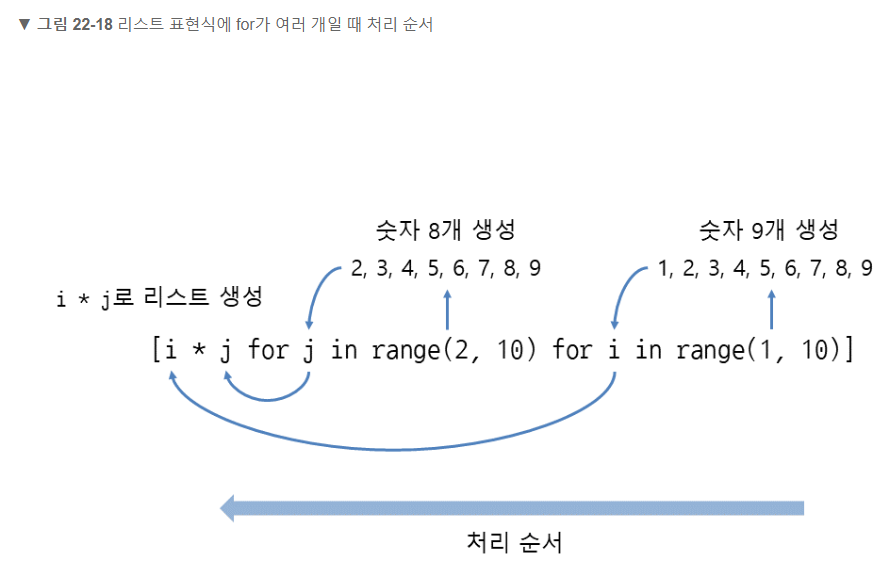 ▼ 그림 22-18 리스트 표현식에 for가 여러 개일 때 처리 순서
숫자 8개 생성
2, 3, 4, 5, 6, 7, 8, 9
숫자 9개 생성
1, 2, 3, 4, 5, 6, 7, 8, 9
i * j로 리스트 생성
[i * j for j in range(2, 10) for i in range(1, 10)]
처리 순서